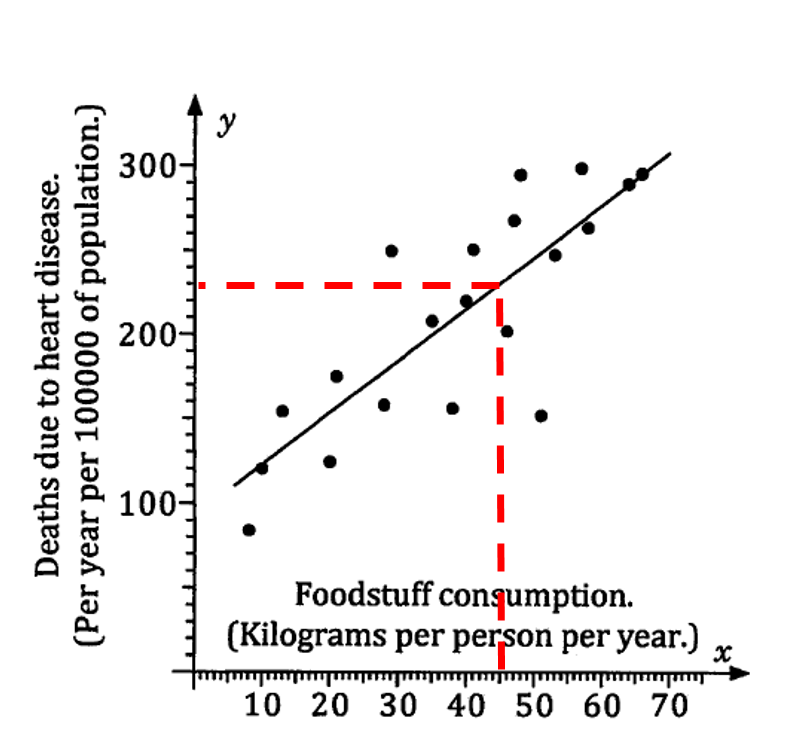 Deaths due to heart disease.
(Per year per 100000 of population.)
y
300
200
100
Foodstuff consumption.
(Kilograms per person per year.)
x
10 20 30 40 50 60 70